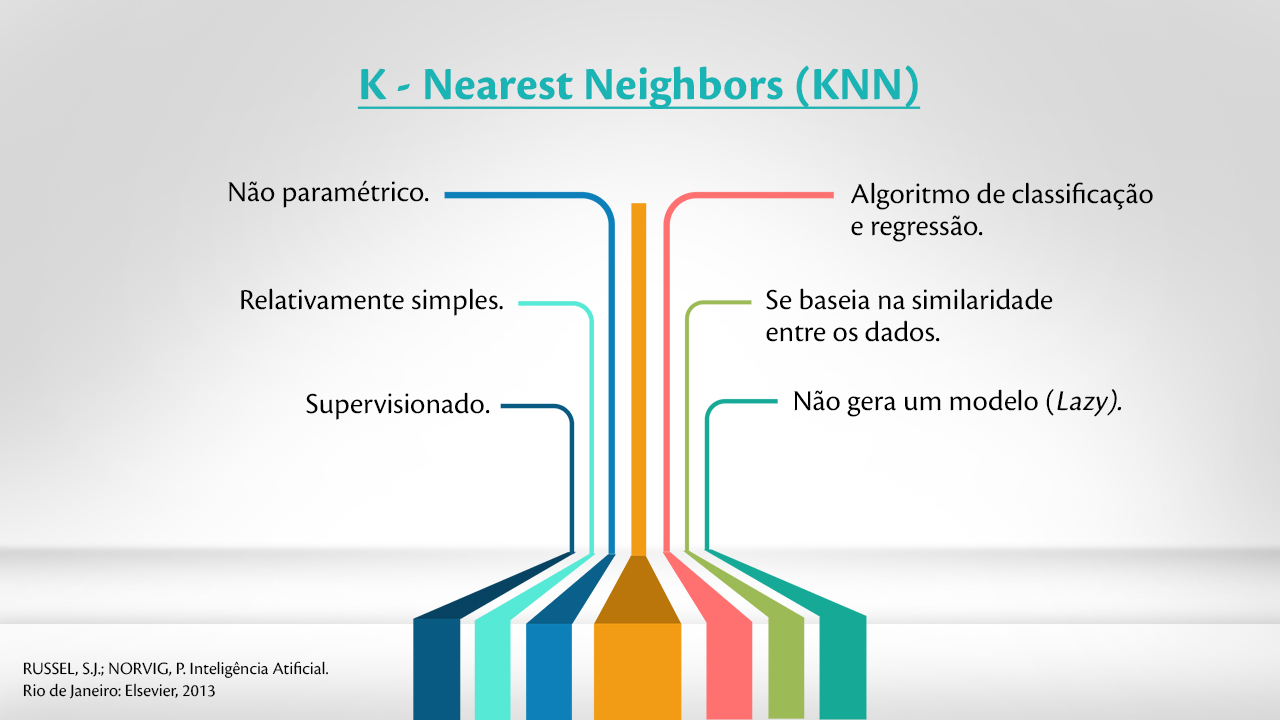 K - Nearest Neighbors (KNN)
Não paramétrico.
Algoritmo de classificação
e regressão.
Relativamente simples.
Se baseia na similaridade
entre os dados.
Supervisionado.
Não gera um modelo (Lazy).
RUSSEL, S.J.; NORVIG, P. Inteligência Atificial.
Rio de Janeiro: Elsevier, 2013